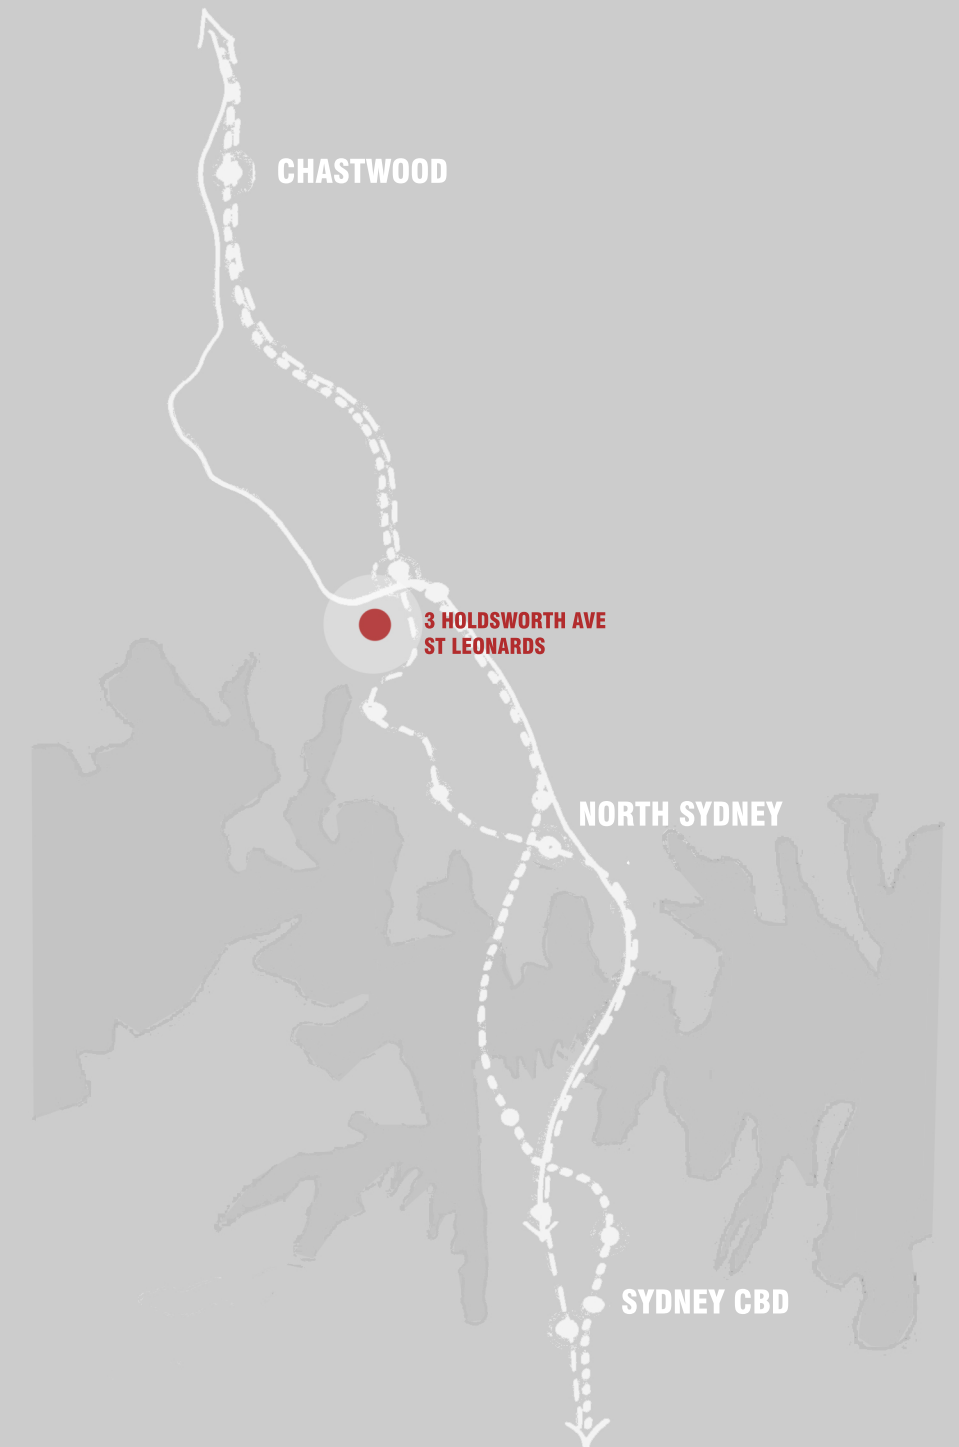 CHASTWOOD
3 HOLDSWORTH AVE
ST LEONARDS
NORTH SYDNEY
SYDNEY CBD